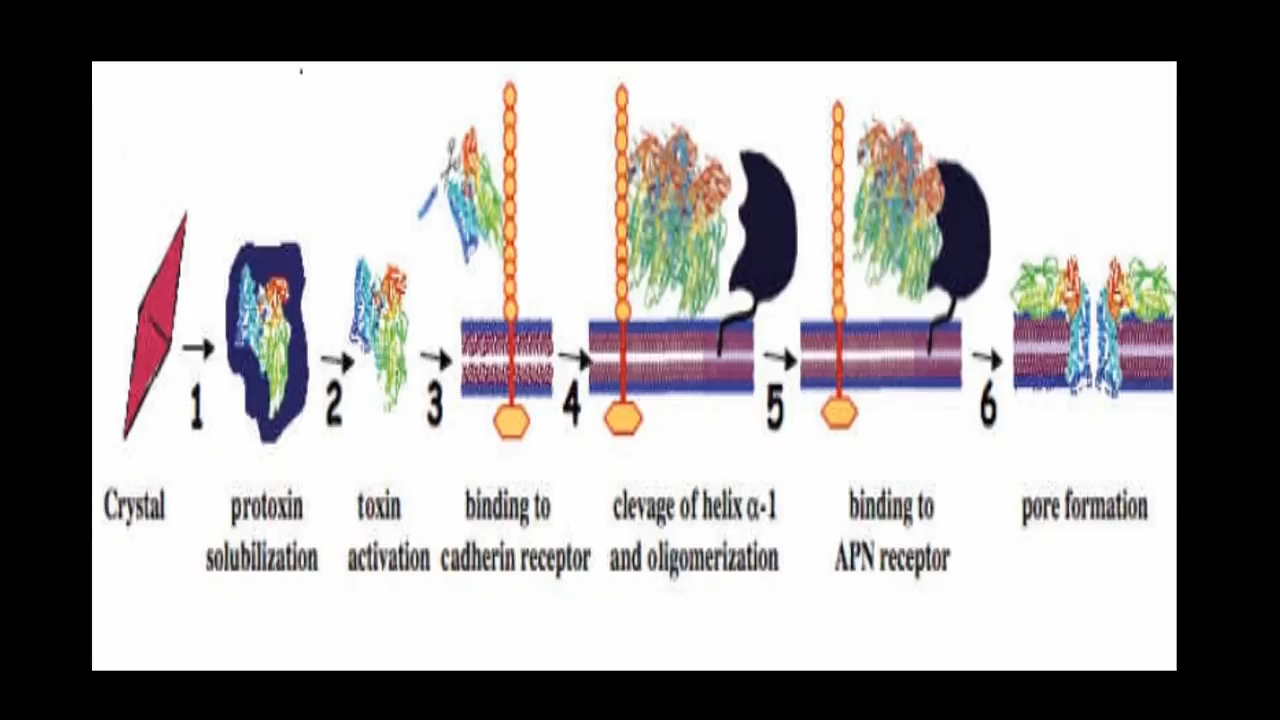 1
2
3
4
5
6
Crystal
protoxin
solubilization
toxin
activation
binding to
cadherin receptor
clevage of helix α-1
and oligomerization
binding to
APN receptor
pore formation